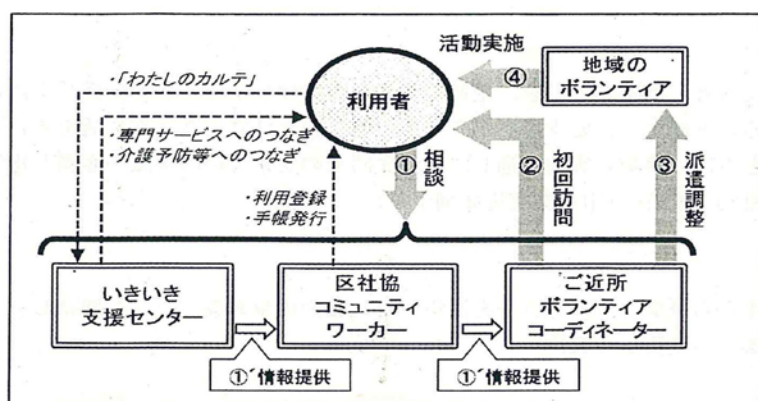 活動実施
④
地域の
ボランティア
・「わたしのカルテ」
利用者
・専門サービスへのつなぎ
・介護予防等へのつなぎ
①
相談
②
初回訪問
③
派遣調整
・利用登録
・手帳発行
いきいき
支援センター
区社協
コミュニティ
ワーカー
ご近所
ボランティア
コーディネーター
①´情報提供
①´情報提供